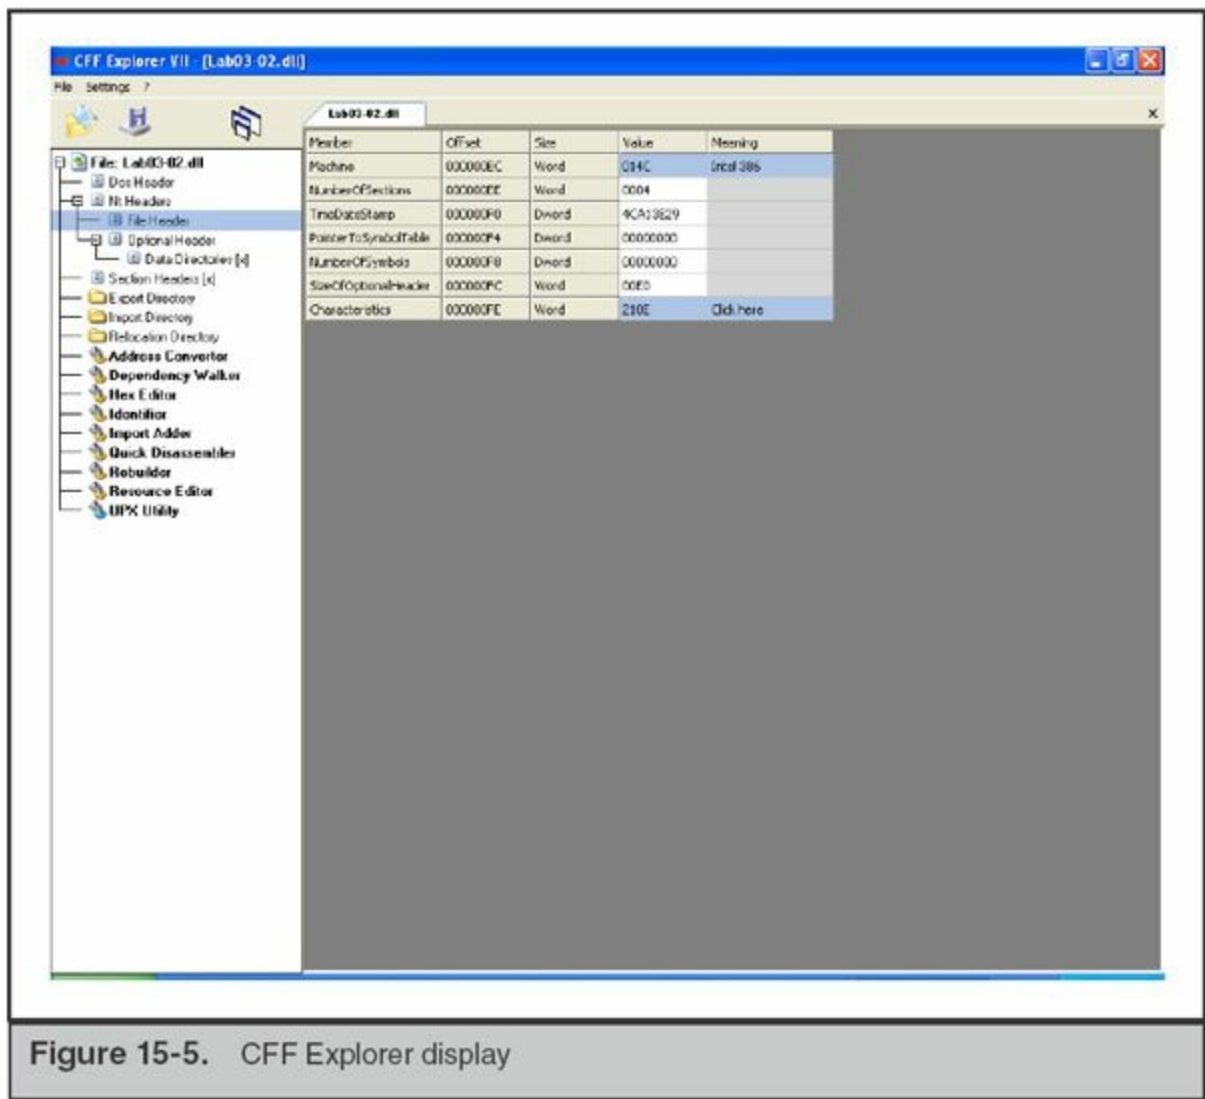 CFF Explorer VII - [Lab03-02.dll]
File Settings ?
Lab03-02.dll
Member Offset Size Value Meaning
Machine 000000EC Word 014C Intel 386
NumberOfSections 000000EE Word 0004
TimeDateStamp 000000F0 Dword 4CA13E29
PointerToSymbolTable 000000F4 Dword 00000000
NumberOfSymbols 000000F8 Dword 00000000
SizeOfOptionalHeader 000000FC Word 00E0
Characteristics 000000FE Word 210E Click here
File: Lab03-02.dll
Dos Header
Nt Headers
File Header
Optional Header
Data Directories [x]
Section Headers [x]
Export Directory
Import Directory
Relocation Directory
Address Converter
Dependency Walker
Hex Editor
Identifier
Import Adder
Quick Disassembler
Rebuilder
Resource Editor
UPX Utility
Figure 15-5. CFF Explorer display